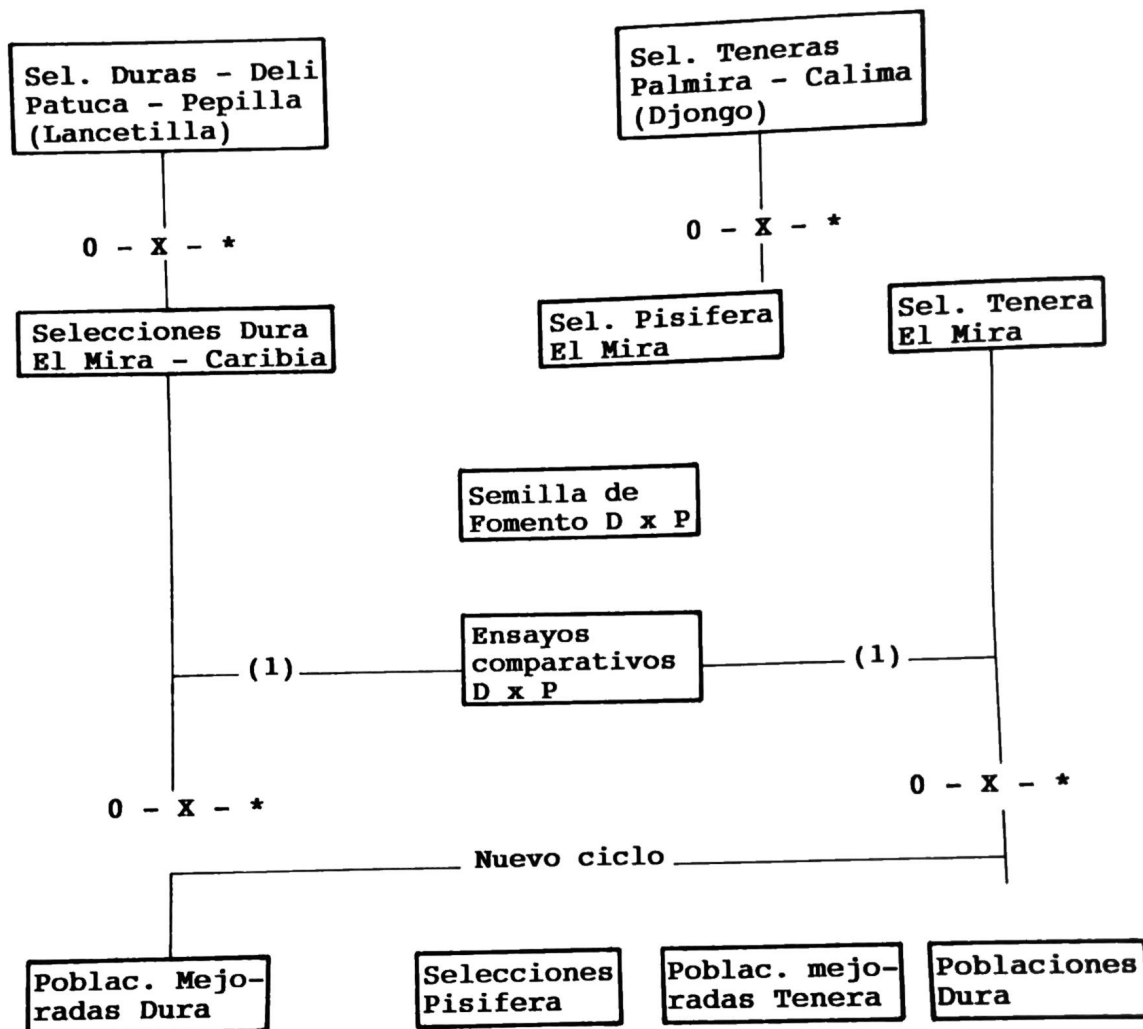 Sel. Duras - Deli
Patuca - Pepilla
(Lancetilla)
Sel. Teneras
Palmira - Calima
(Djongo)
0 - X - *
0 - X - *
Selecciones Dura
El Mira - Caribia
Sel. Pisifera
El Mira
Sel. Tenera
El Mira
Semilla de
Fomento D x P
(1)
Ensayos
comparativos
D x P
(1)
0 - X - *
0 - X - *
Nuevo ciclo
Poblac. Mejo-
radas Dura
Selecciones
Pisifera
Poblac. mejo-
radas Tenera
Poblaciones
Dura